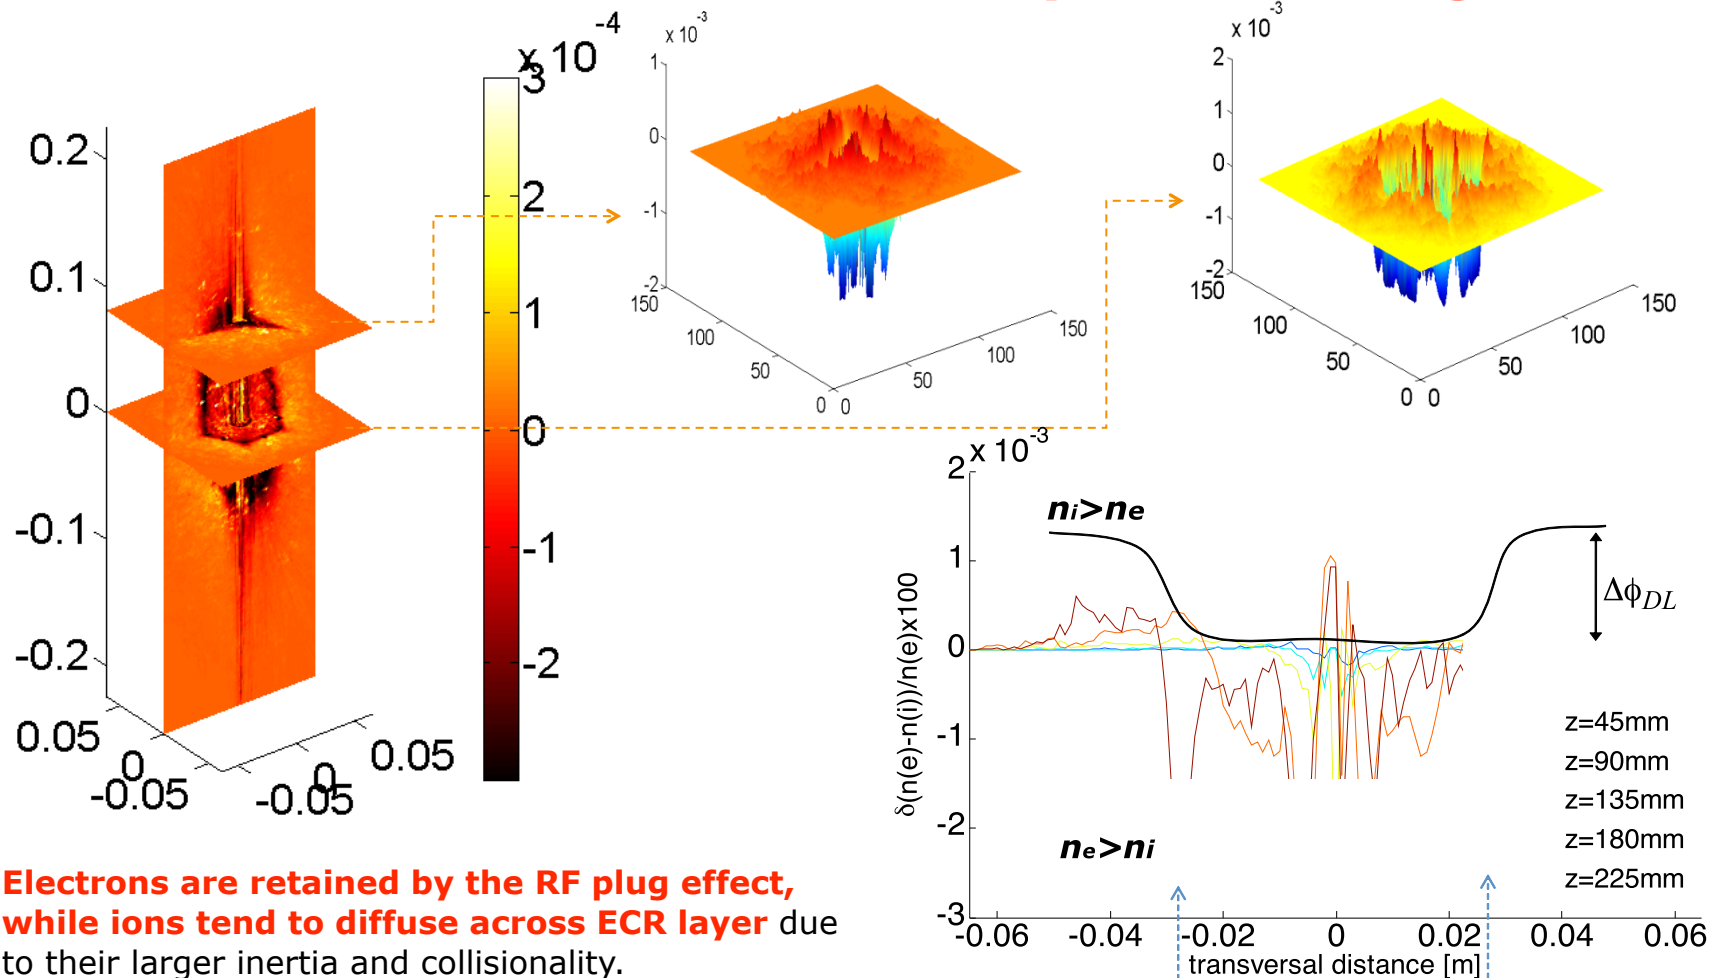 x 10 -4
3
2
1
0
-1
-2
0.2
0.1
0
-0.1
-0.2
0.05
0
-0.05
-0.05
0
0.05
x 10 -3
1
0
-1
-2
150
100
50
0
0
50
100
150
x 10 -3
2
1
0
-1
-2
150
100
50
0
0
50
100
150
x 10 -3
2
1
0
-1
-2
-3
δ(n(e)-n(i))/n(e)x100
ni>ne
ΔϕDL
ne>ni
z=45mm
z=90mm
z=135mm
z=180mm
z=225mm
-0.06 -0.04 -0.02 0 0.02 0.04 0.06
transversal distance [m]
Electrons are retained by the RF plug effect,
while ions tend to diffuse across ECR layer due
to their larger inertia and collisionality.